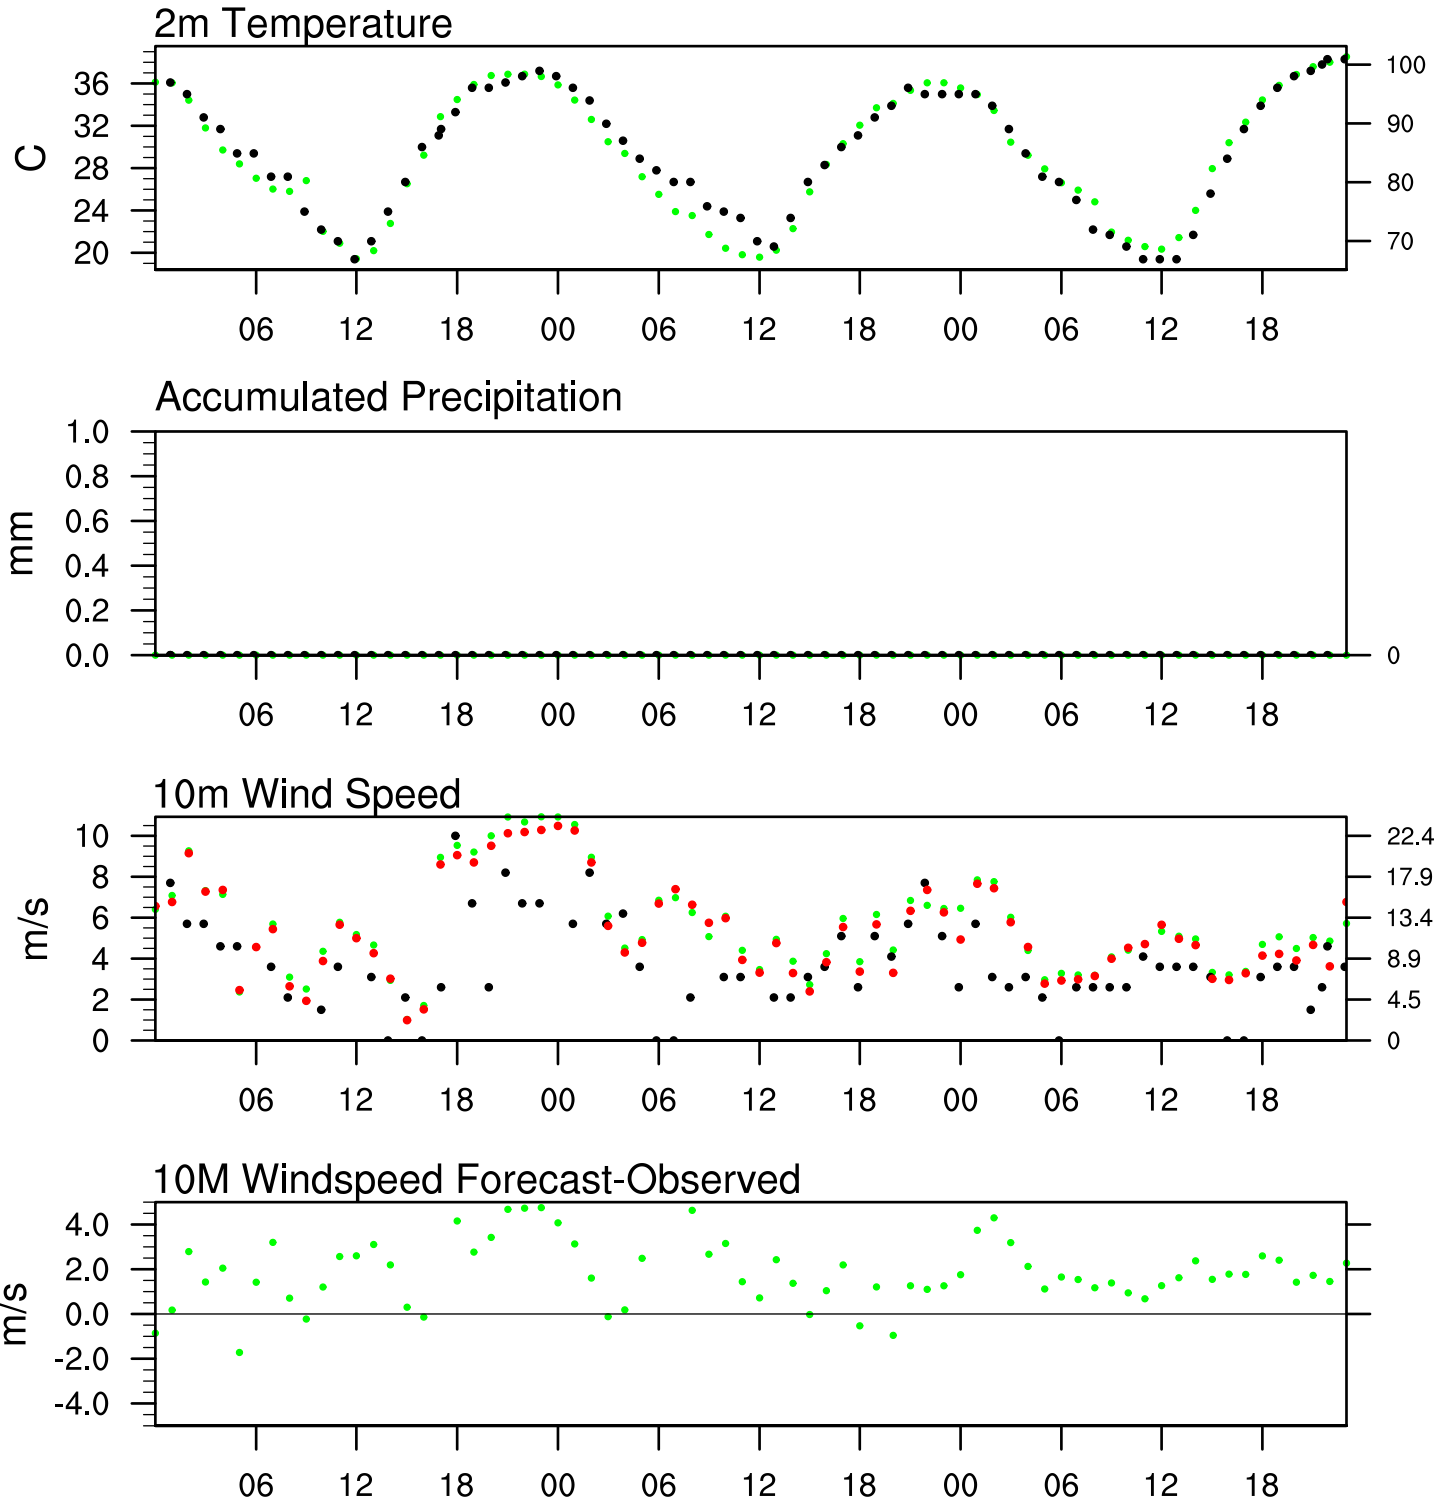 2m Temperature
C
36
32
28
24
20
100
90
80
70
06 12 18 00 06 12 18 00 06 12 18
Accumulated Precipitation
mm
1.0
0.8
0.6
0.4
0.2
0.0
0
06 12 18 00 06 12 18 00 06 12 18
10m Wind Speed
m/s
10
8
6
4
2
0
22.4
17.9
13.4
8.9
4.5
0
06 12 18 00 06 12 18 00 06 12 18
10M Windspeed Forecast-Observed
m/s
4.0
2.0
0.0
-2.0
-4.0
06 12 18 00 06 12 18 00 06 12 18